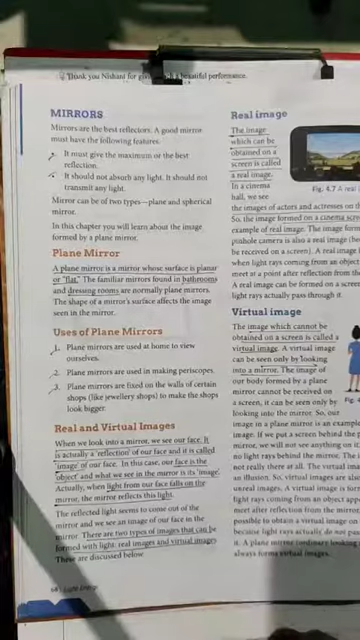 Thank you Nishani for giv a beautiful performance.
MIRRORS
Mirrors are the best reflectors. A good mirror
must have the following features.
It must give the maximum or the best
reflection.
It should not absorb any light. It should not
transmit any light.
Mirror can be of two types—plane and spherical
mirror.
In this chapter you will learn about the image
formed by a plane mirror.
Plane Mirror
A plane mirror is a mirror whose surface is planar
or "flat." The familiar mirrors found in bathrooms
and dressing rooms are normally plane mirrors.
The shape of a mirror's surface affects the image
seen in the mirror.
Uses of Plane Mirrors
1. Plane mirrors are used at home to view
ourselves.
2. Plane mirrors are used in making periscopes.
3. Plane mirrors are fixed on the walls of certain
shops (like jewellery shops) to make the shops
look bigger.
Real and Virtual Images
When we look into a mirror, we see our face. It
is actually a 'reflection' of our face and it is called
'image' of our face. In this case, our face is the
'object' and what we see in the mirror is its 'image'.
Actually, when light from our face falls on the
mirror, the mirror reflects this light.
The reflected light seems to come out of the
mirror and we see an image of our face in the
mirror. There are two types of images that can be
formed with light: real images and virtual images.
These are discussed below.
Real image
The image
which can be
obtained on a
screen is called
a real image.
In a cinema
hall, we see
Fig. 4.7 A real
the images of actors and actresses on th
So, the image formed on a cinema scre
example of real image. The image form
pinhole camera is also a real image (bec
be received on a screen). A real image i
when light rays coming from an object
meet at a point after reflection from the
A real image can be formed on a scree
light rays actually pass through it.
Virtual image
The image which cannot be
obtained on a screen is called a
virtual image. A virtual image
can be seen only by looking
into a mirror. The image of
our body formed by a plane
mirror cannot be received on
a screen, it can be seen only by
looking into the mirror. So, our
image in a plane mirror is an example
image. If we put a screen behind the p
mirror, we will not see anything on it
no light rays behind the mirror. The i
not really there at all. The virtual ima
an illusion. So, virtual images are also
unreal images. A virtual image is form
light rays coming from an object appe
meet after reflection from the mirror.
possible to obtain a virtual image on
because light rays actually do not pas
it. A plane mirror (ordinary looking m
always forms virtual images.